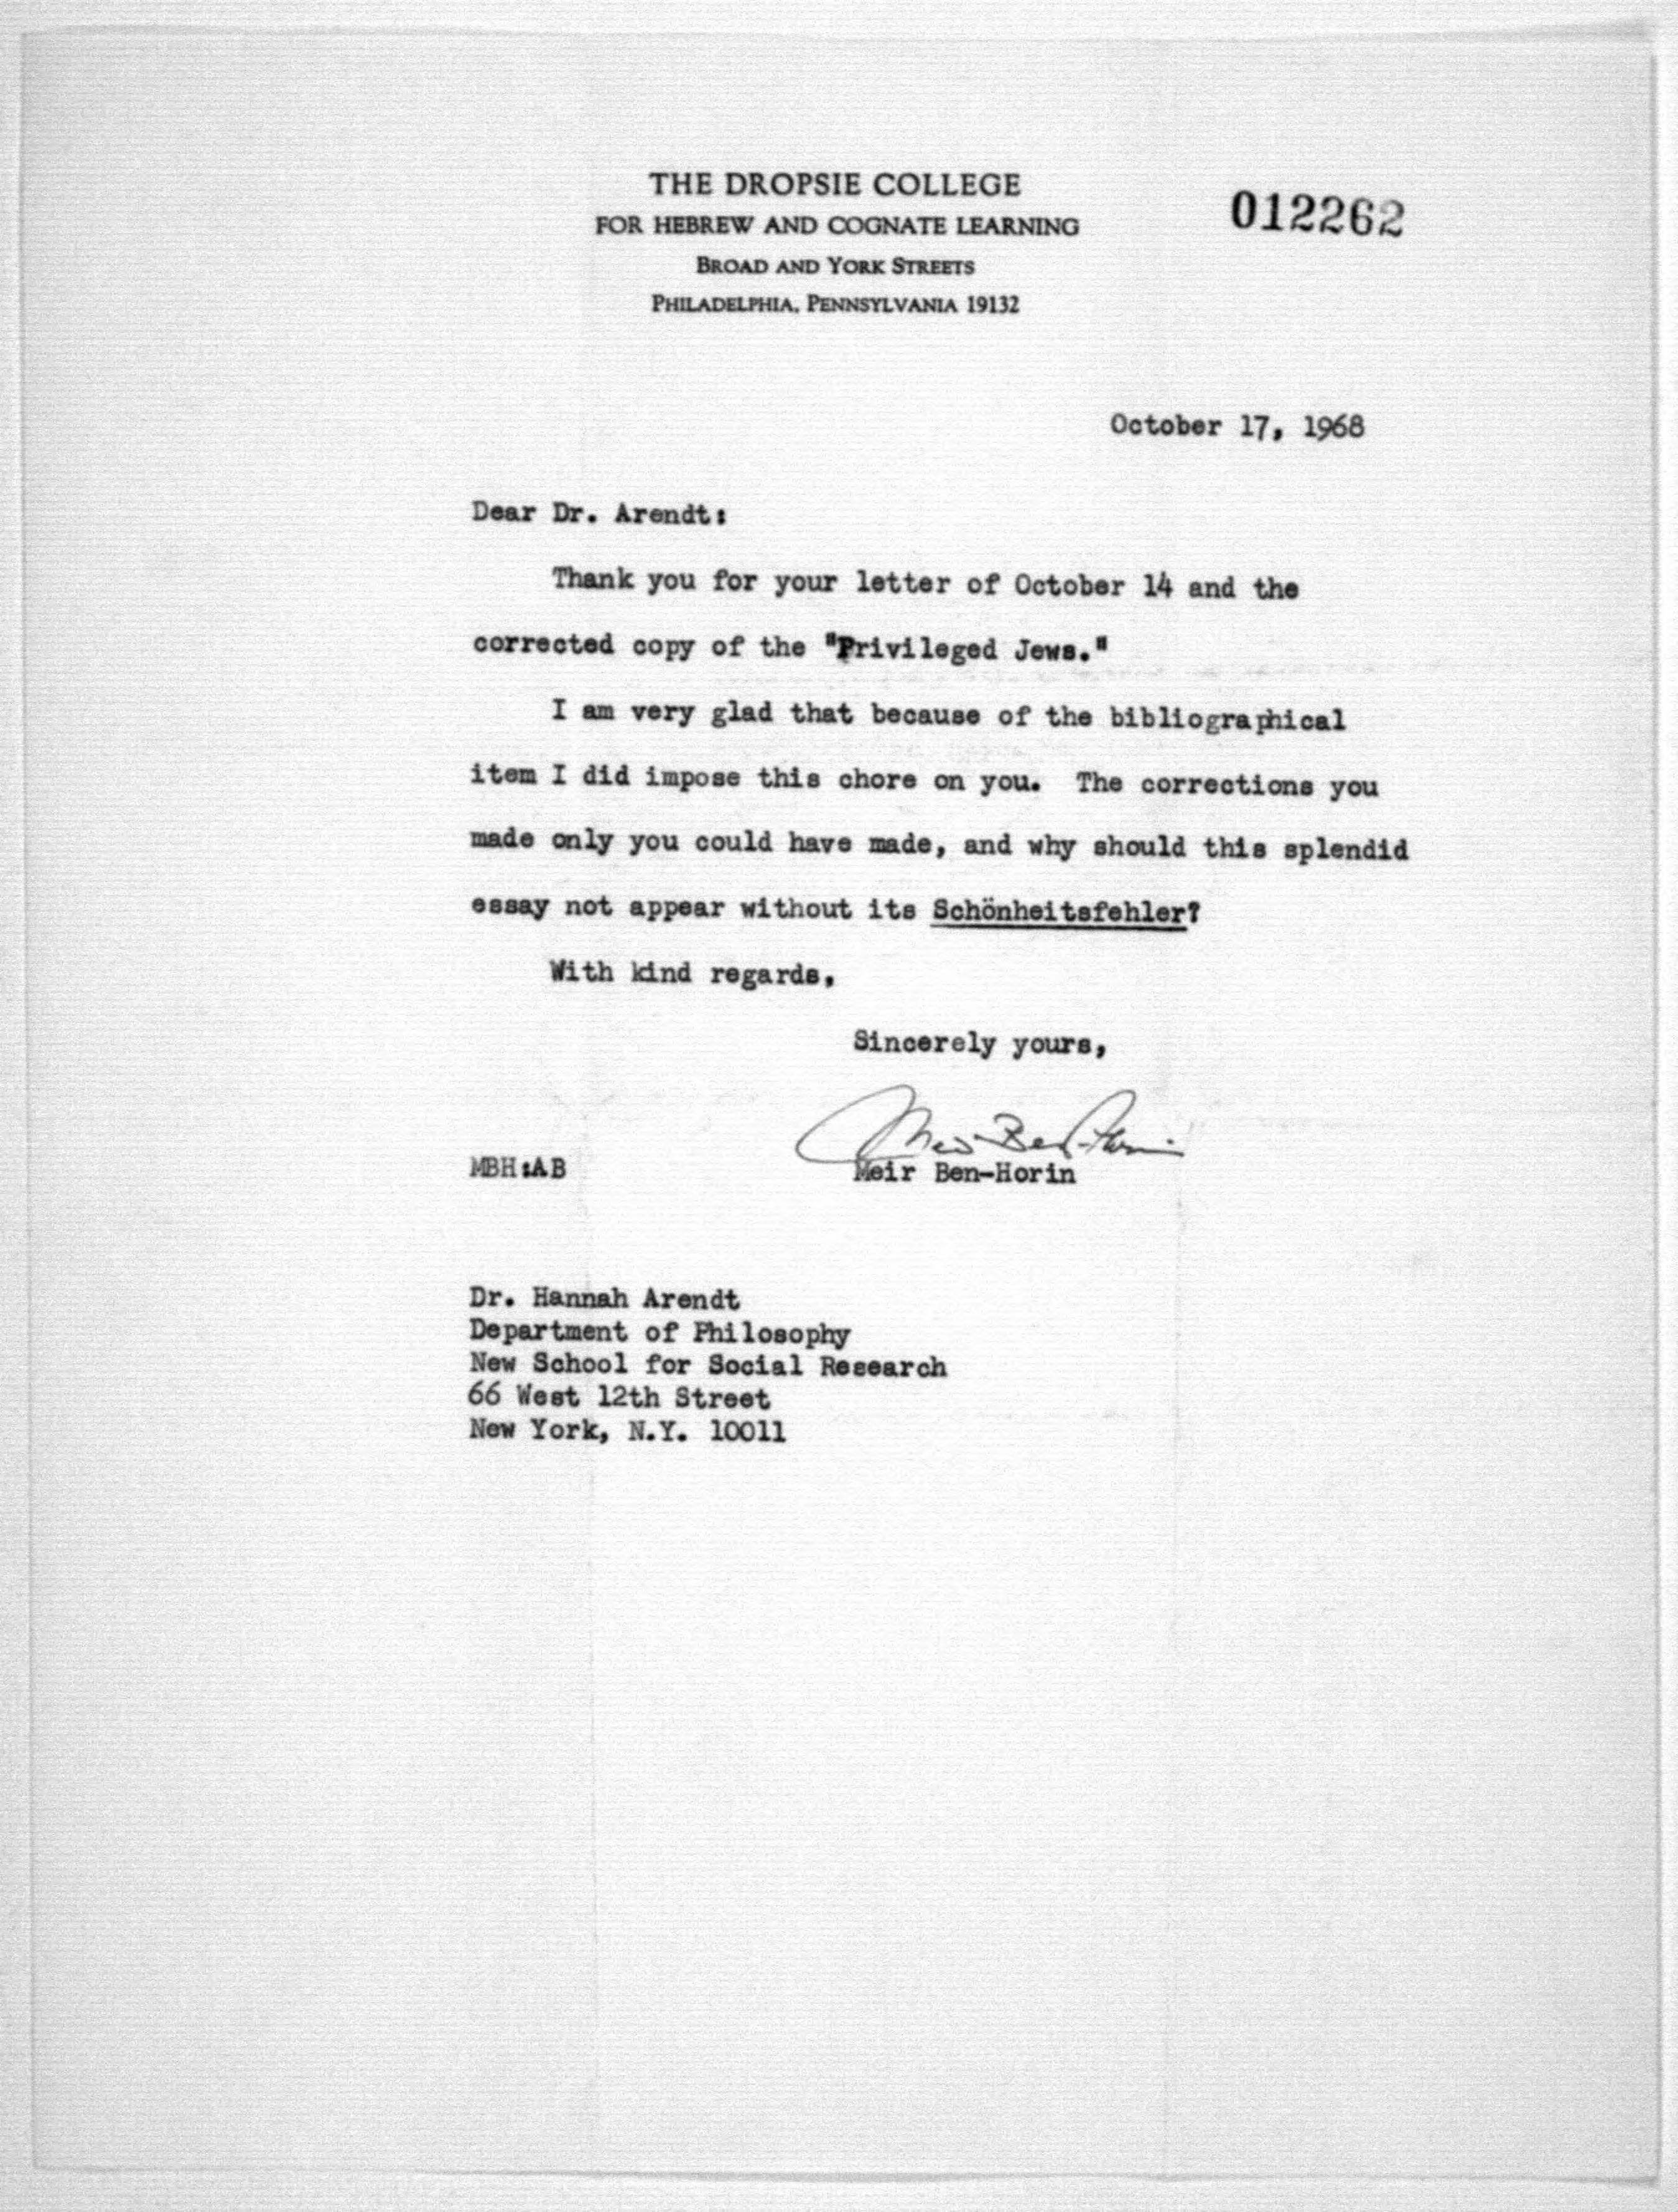 THE DROPSIE COLLEGE
FOR HEBREW AND COGNATE LEARNING
BROAD AND YORK STREETS
PHILADELPHIA, PENNSYLVANIA 19132
012262
October 17, 1968
Dear Dr. Arendt:
Thank you for your letter of October 14 and the
corrected copy of the "Privileged Jews."
I am very glad that because of the bibliographical
item I did impose this chore on you. The corrections you
made only you could have made, and why should this splendid
essay not appear without its Schönheitsfehler?
With kind regards,
Sincerely yours,
Meir Ben-Horin
MBH:AB
Meir Ben-Horin
Dr. Hannah Arendt
Department of Philosophy
New School for Social Research
66 West 12th Street
New York, N.Y. 10011